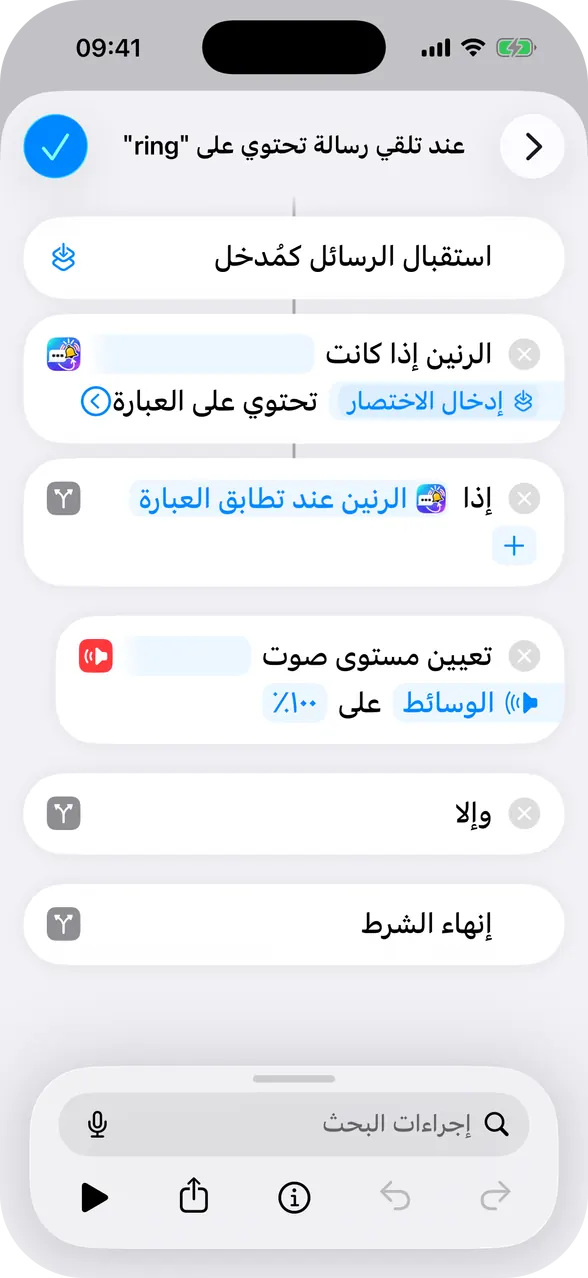 09:41
عند تلقي رسالة تحتوي على "ring"
استقبال الرسائل كمُدخل
الرنين إذا كانت
إدخال الاختصار تحتوي على العبارة
إذا الرنين عند تطابق العبارة
تعيين مستوى صوت
الوسائط على ١٠٠٪
وإلا
إنهاء الشرط
إجراءات البحث